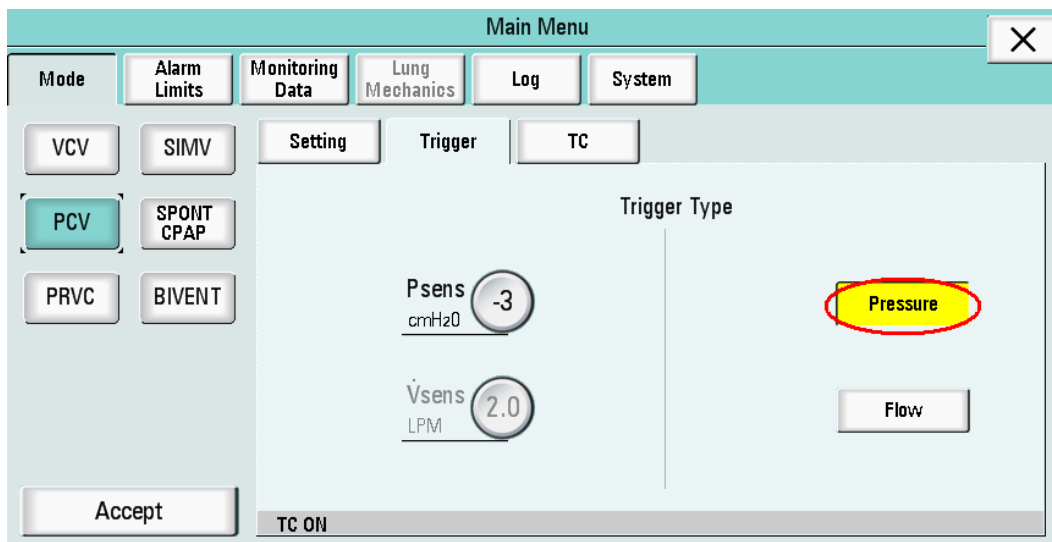 Main Menu
Mode
Alarm
Limits
Monitoring
Data
Lung
Mechanics
Log
System
VCV
SIMV
PCV
SPONT
CPAP
PRVC
BIVENT
Accept
Setting
Trigger
TC
Trigger Type
Psens
cmH2O
-3
V̇sens
LPM
2.0
Pressure
Flow
TC ON